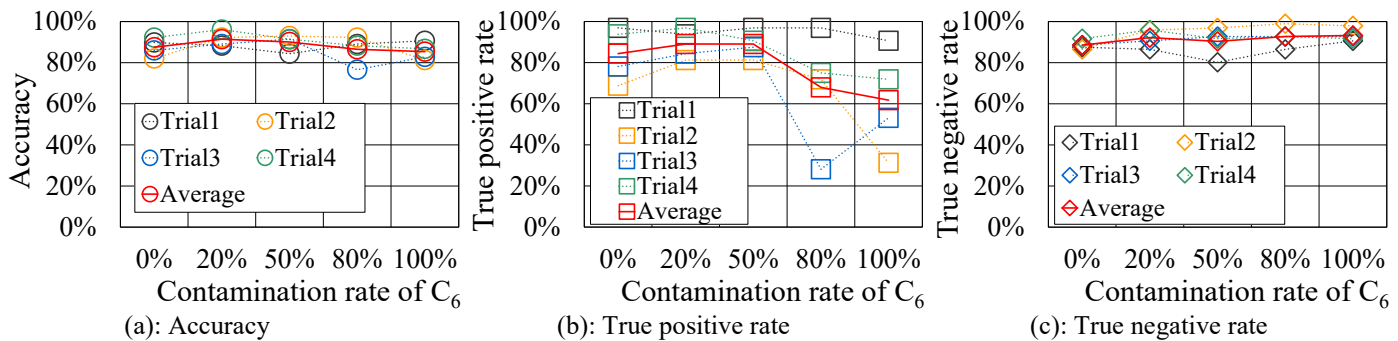 Accuracy
100%
80%
60%
40%
20%
0%
Trial1
Trial2
Trial3
Trial4
Average
0% 20% 50% 80% 100%
Contamination rate of C6
(a): Accuracy
True positive rate
100%
80%
60%
40%
20%
0%
Trial1
Trial2
Trial3
Trial4
Average
0% 20% 50% 80% 100%
Contamination rate of C6
(b): True positive rate
True negative rate
100%
80%
60%
40%
20%
0%
Trial1
Trial2
Trial3
Trial4
Average
0% 20% 50% 80% 100%
Contamination rate of C6
(c): True negative rate